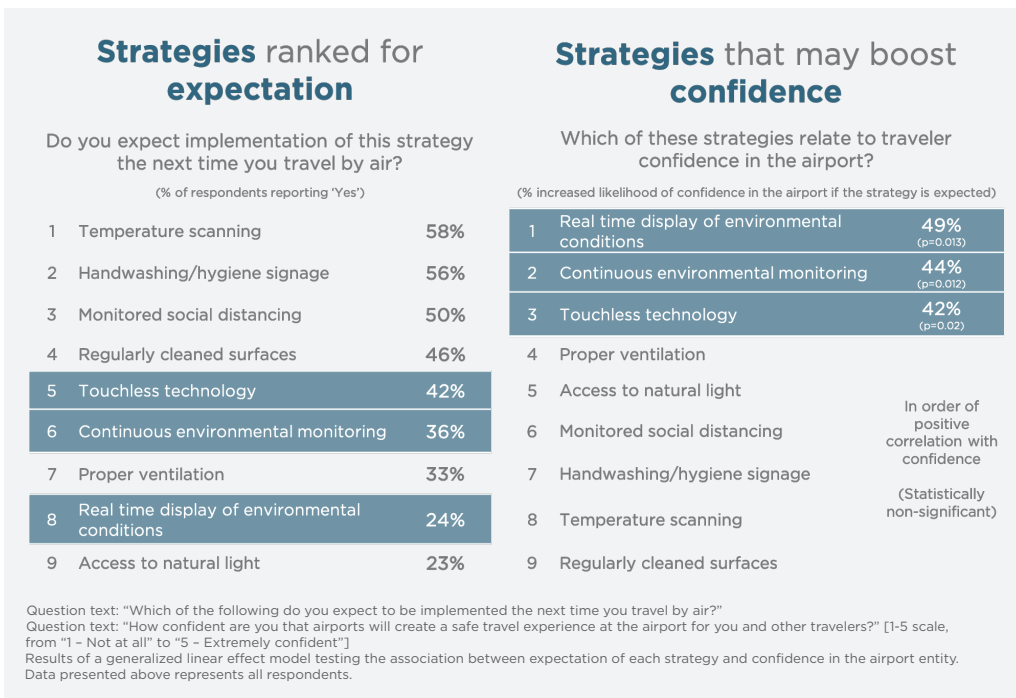 Strategies ranked for
expectation
Do you expect implementation of this strategy
the next time you travel by air?
(% of respondents reporting ‘Yes’)
1 Temperature scanning 58%
2 Handwashing/hygiene signage 56%
3 Monitored social distancing 50%
4 Regularly cleaned surfaces 46%
5 Touchless technology 42%
6 Continuous environmental monitoring 36%
7 Proper ventilation 33%
8 Real time display of environmental
conditions 24%
9 Access to natural light 23%
Strategies that may boost
confidence
Which of these strategies relate to traveler
confidence in the airport?
(% increased likelihood of confidence in the airport if the strategy is expected)
1 Real time display of environmental
conditions 49%
(p=0.013)
2 Continuous environmental monitoring 44%
(p=0.012)
3 Touchless technology 42%
(p=0.02)
4 Proper ventilation
5 Access to natural light
6 Monitored social distancing
7 Handwashing/hygiene signage
8 Temperature scanning
9 Regularly cleaned surfaces
In order of
positive
correlation with
confidence
(Statistically
non-significant)
Question text: “Which of the following do you expect to be implemented the next time you travel by air?”
Question text: “How confident are you that airports will create a safe travel experience at the airport for you and other travelers?” [1-5 scale,
from “1 – Not at all” to “5 – Extremely confident”]
Results of a generalized linear effect model testing the association between expectation of each strategy and confidence in the airport entity.
Data presented above represents all respondents.